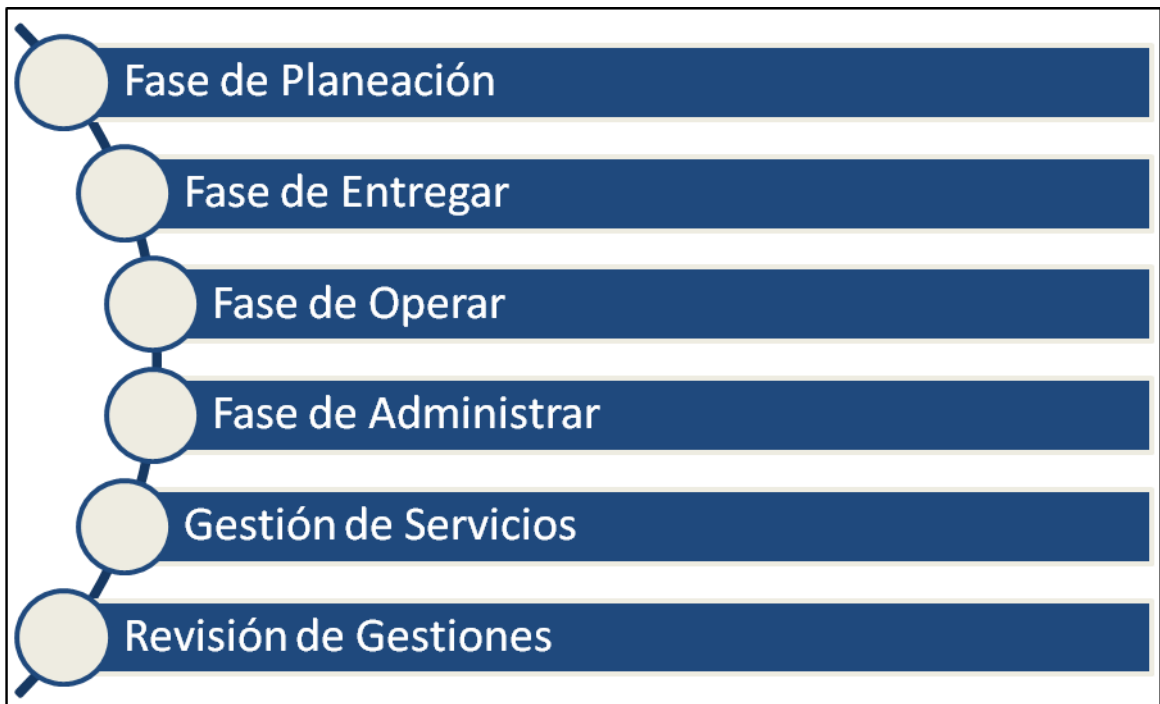 Fase de Planeación
Fase de Entregar
Fase de Operar
Fase de Administrar
Gestión de Servicios
Revisión de Gestiones